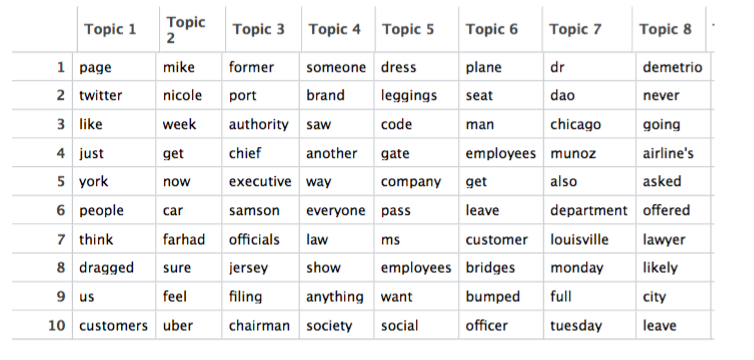 Topic 1 Topic 2 Topic 3 Topic 4 Topic 5 Topic 6 Topic 7 Topic 8
1 page mike former someone dress plane dr demetrio
2 twitter nicole port brand leggings seat dao never
3 like week authority saw code man chicago going
4 just get chief another gate employees munoz airline's
5 york now executive way company get also asked
6 people car samson everyone pass leave department offered
7 think farhad officials law ms customer louisville lawyer
8 dragged sure jersey show employees bridges monday likely
9 us feel filing anything want bumped full city
10 customers uber chairman society social officer tuesday leave